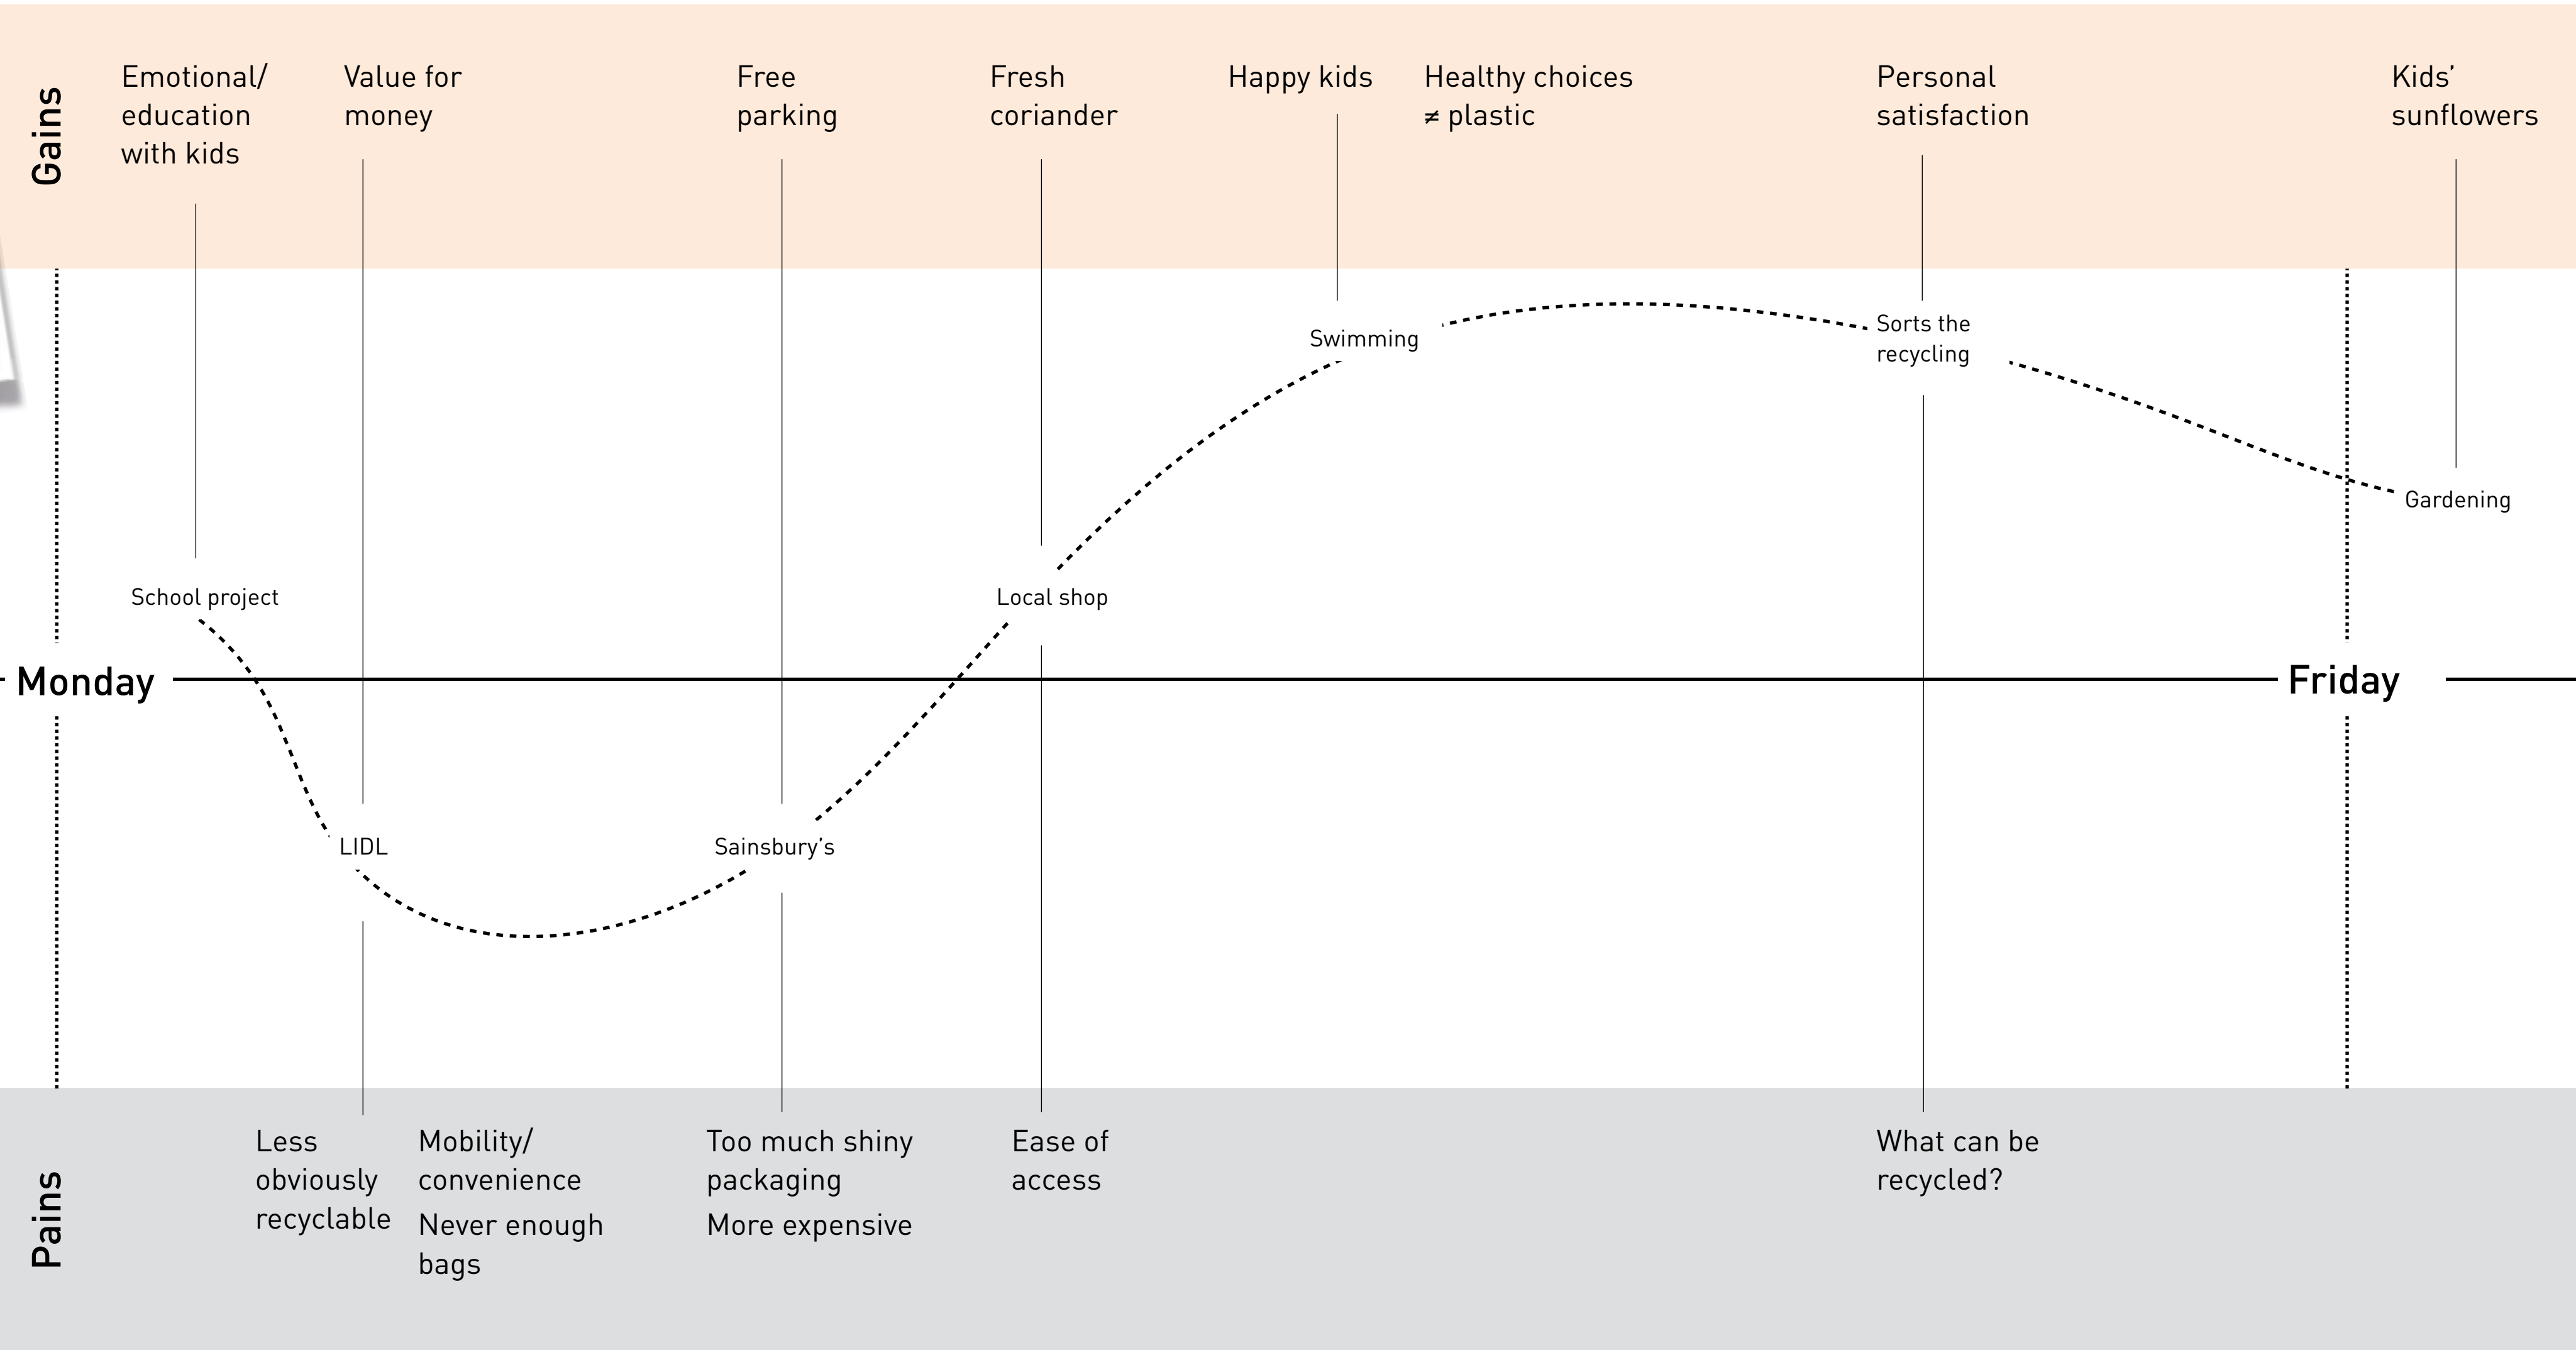 Gains
Emotional/
education
with kids
Value for
money
Free
parking
Fresh
coriander
Happy kids
Healthy choices
≠ plastic
Personal
satisfaction
Kids’
sunflowers
Swimming
Sorts the
recycling
Gardening
School project
Local shop
Monday
Friday
LIDL
Sainsbury’s
Pains
Less
obviously
recyclable
Mobility/
convenience
Never enough
bags
Too much shiny
packaging
More expensive
Ease of
access
What can be
recycled?